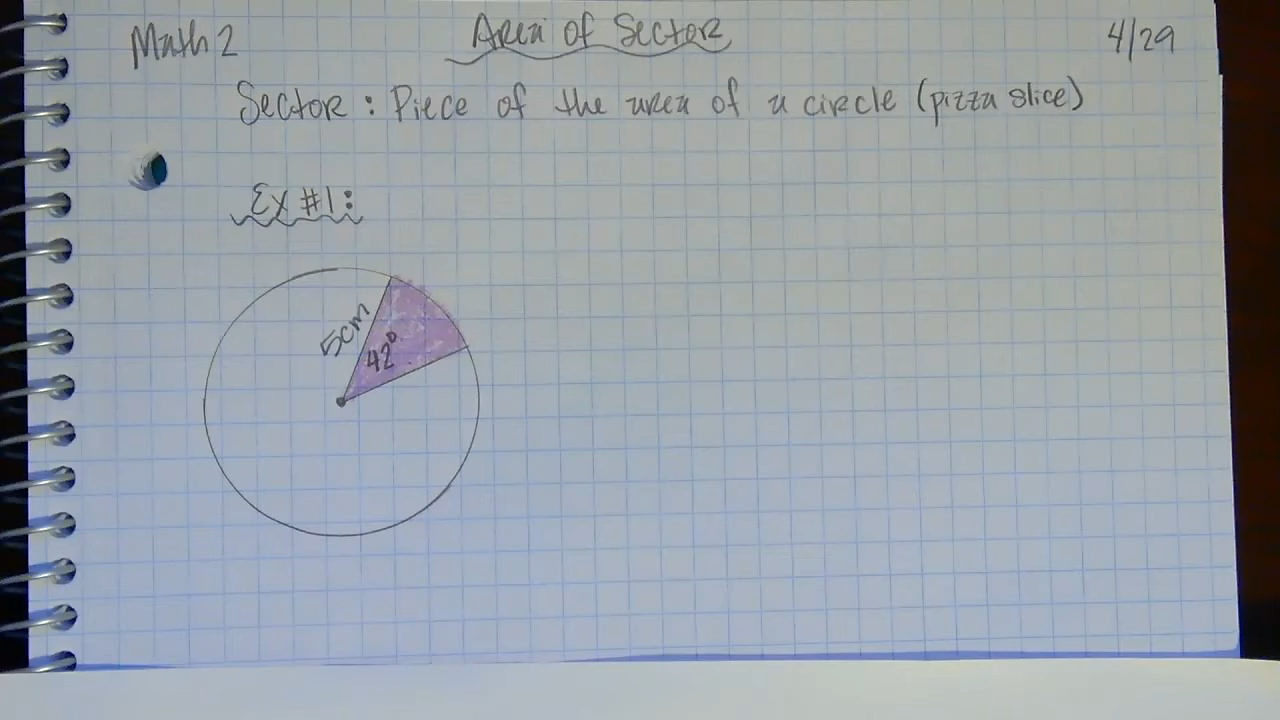 Math 2
Area of Sector
4/29
Sector: Piece of the area of a circle (pizza slice)
Ex #1:
5cm
42°